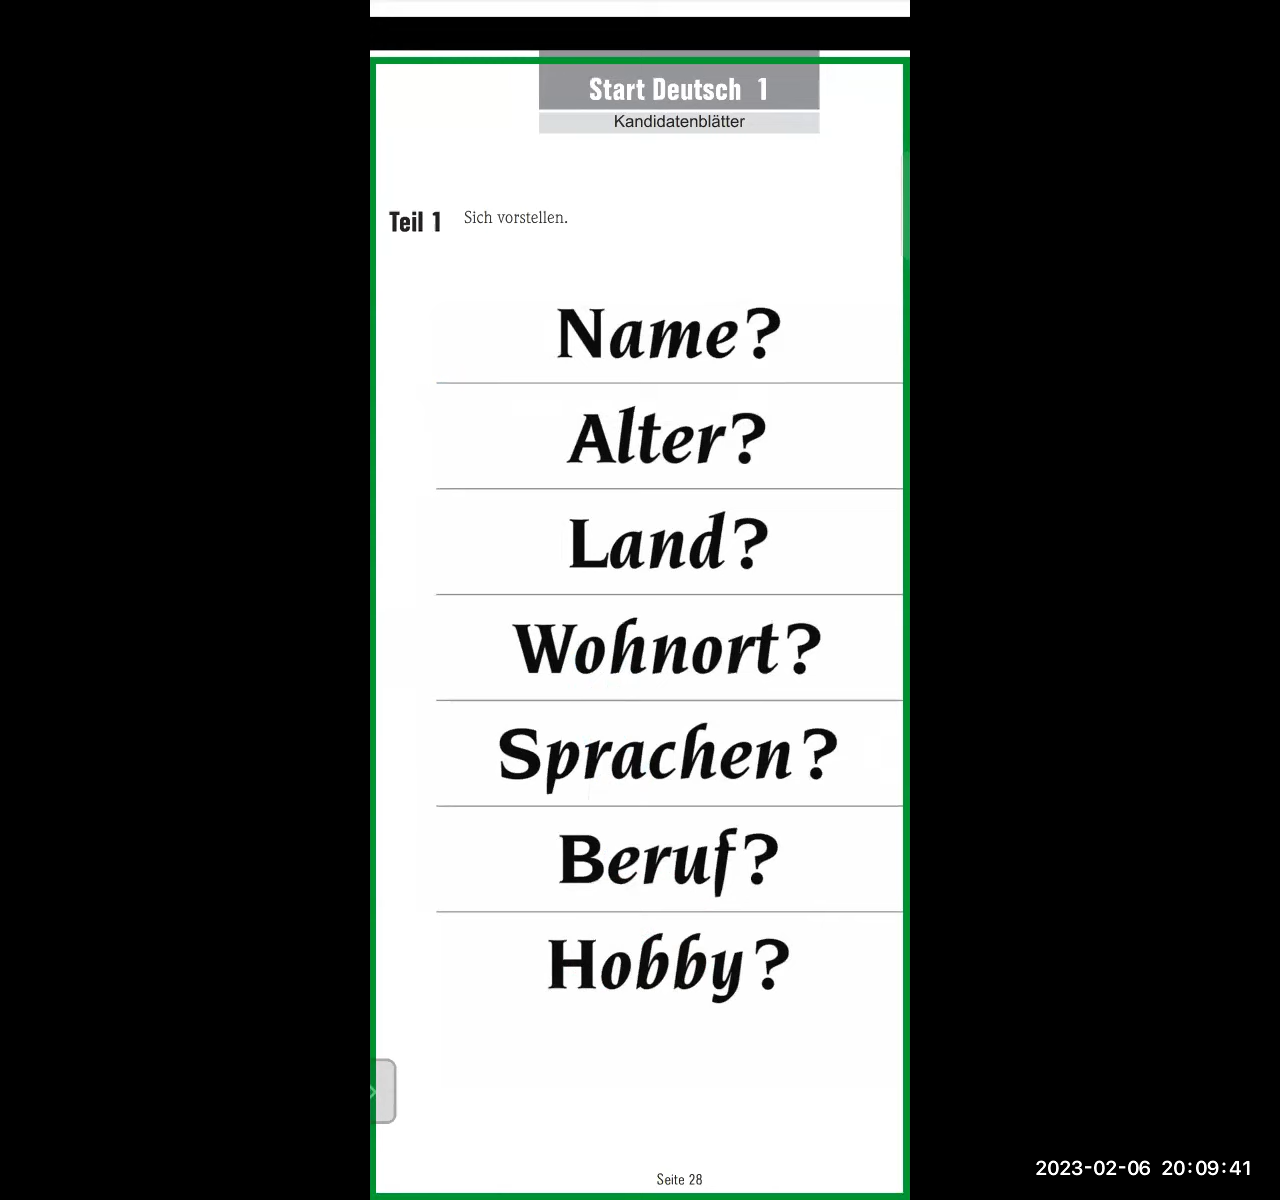 Start Deutsch 1
Kandidatenblätter
Teil 1 Sich vorstellen.
Name?
Alter?
Land?
Wohnort?
Sprachen?
Beruf?
Hobby?
Seite 28
2023-02-06 20:09:41